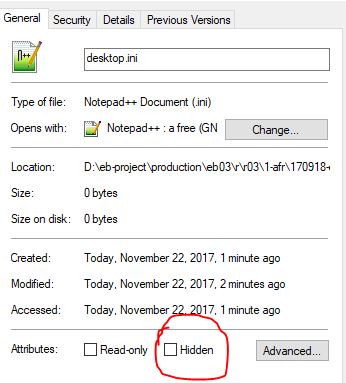 General Security Details Previous Versions
desktop.ini
Type of file: Notepad++ Document (.ini)
Opens with: Notepad++ : a free (GN Change...
Location: D:\eb-project\production\eb03\r\r03\1-afr\170918-
Size: 0 bytes
Size on disk: 0 bytes
Created: Today, November 22, 2017, 1 minute ago
Modified: Today, November 22, 2017, 2 minutes ago
Accessed: Today, November 22, 2017, 1 minute ago
Attributes: Read-only Hidden Advanced...